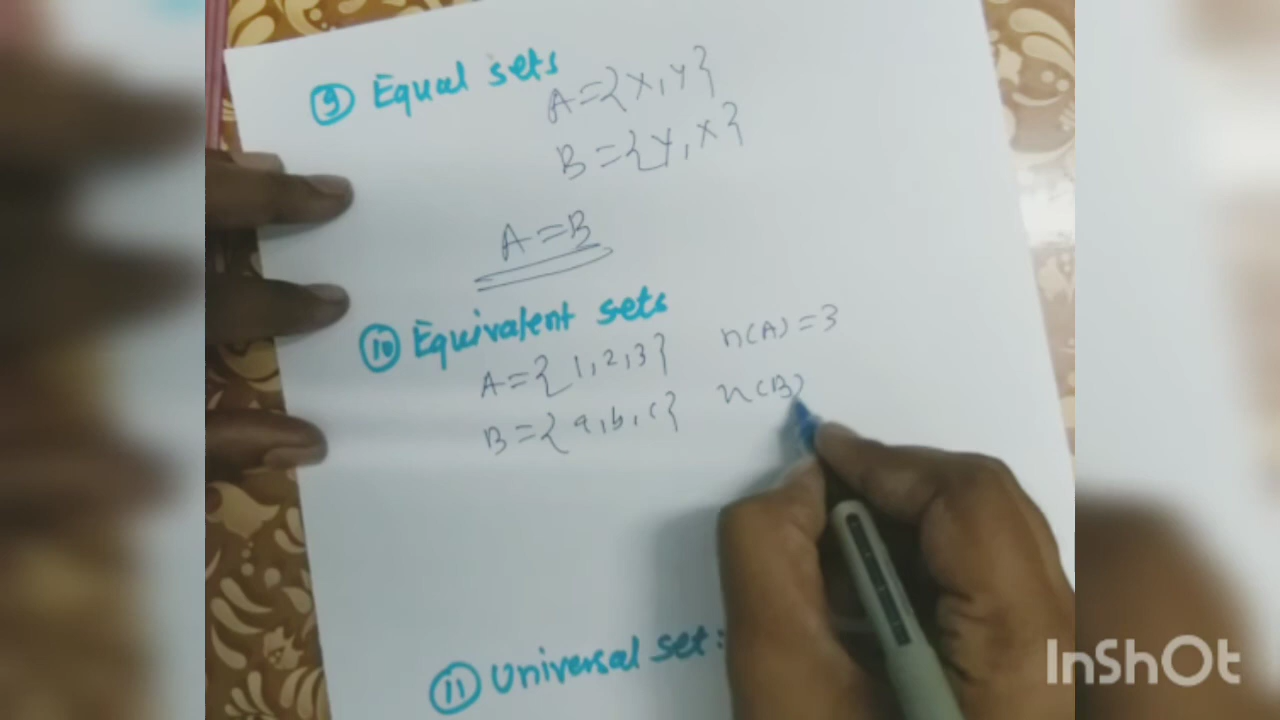 ⑨ Equal sets
A = {x, y}
B = {y, x}
A = B
⑩ Equivalent sets
A = {1, 2, 3} n(A) = 3
B = {a, b, c} n(B)
⑪ Universal set:
InShOt